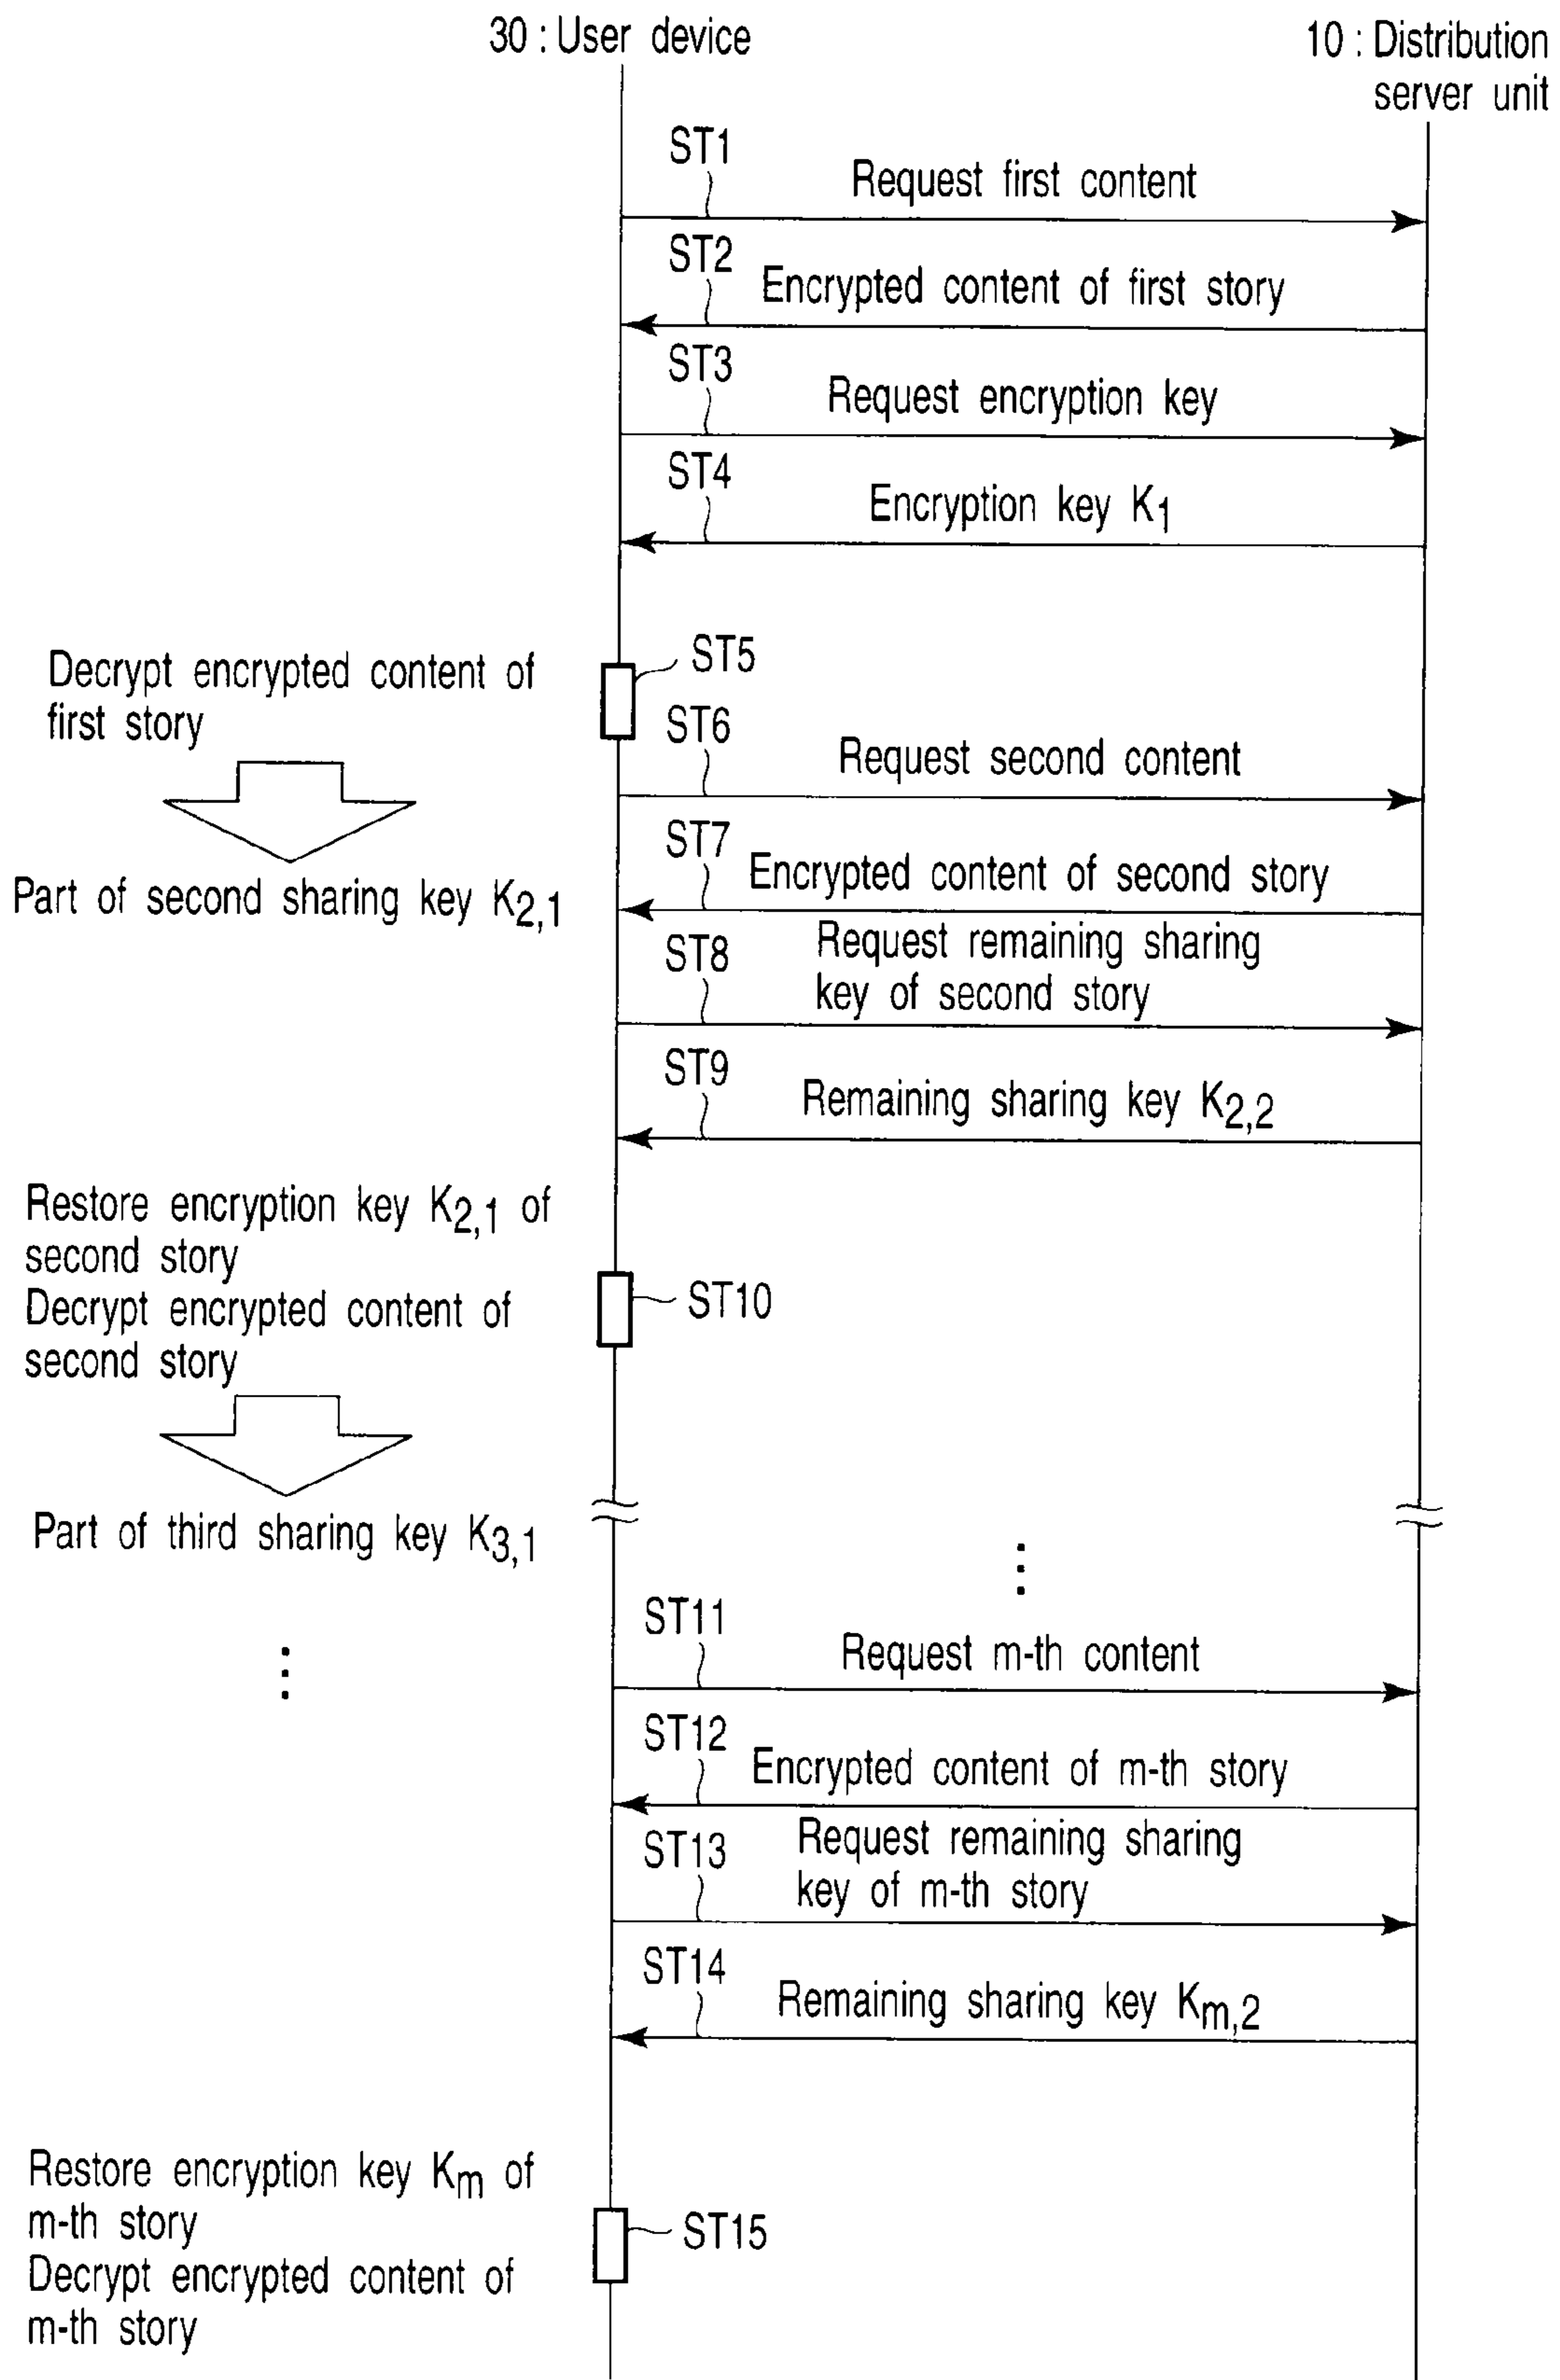 30 : User device
10 : Distribution
server unit
ST1
Request first content
ST2
Encrypted content of first story
ST3
Request encryption key
ST4
Encryption key K1
Decrypt encrypted content of
first story
ST5
ST6
Request second content
Part of second sharing key K2,1
ST7
Encrypted content of second story
ST8
Request remaining sharing
key of second story
ST9
Remaining sharing key K2,2
Restore encryption key K2,1 of
second story
Decrypt encrypted content of
second story
ST10
Part of third sharing key K3,1
ST11
Request m-th content
ST12
Encrypted content of m-th story
ST13
Request remaining sharing
key of m-th story
ST14
Remaining sharing key Km,2
Restore encryption key Km of
m-th story
Decrypt encrypted content of
m-th story
ST15